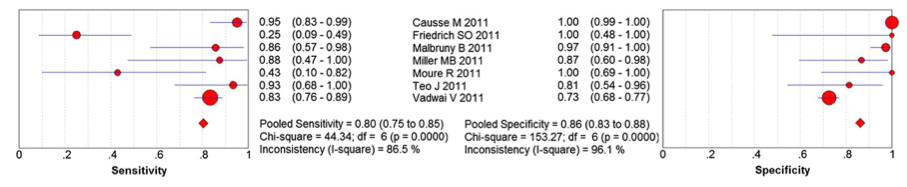 0.95 (0.83 - 0.99) Causse M 2011 1.00 (0.99 - 1.00)
0.25 (0.09 - 0.49) Friedrich SO 2011 1.00 (0.48 - 1.00)
0.86 (0.57 - 0.98) Malbruny B 2011 0.97 (0.91 - 1.00)
0.88 (0.47 - 1.00) Miller MB 2011 0.87 (0.60 - 0.98)
0.43 (0.10 - 0.82) Moure R 2011 1.00 (0.69 - 1.00)
0.93 (0.68 - 1.00) Teo J 2011 0.81 (0.54 - 0.96)
0.83 (0.76 - 0.89) Vadwai V 2011 0.73 (0.68 - 0.77)
Pooled Sensitivity = 0.80 (0.75 to 0.85) Pooled Specificity = 0.86 (0.83 to 0.88)
Chi-square = 44.34; df = 6 (p = 0.0000) Chi-square = 153.27; df = 6 (p = 0.0000)
Inconsistency (I-square) = 86.5 % Inconsistency (I-square) = 96.1 %
0 .2 .4 .6 .8 1 0 .2 .4 .6 .8 1
Sensitivity Specificity